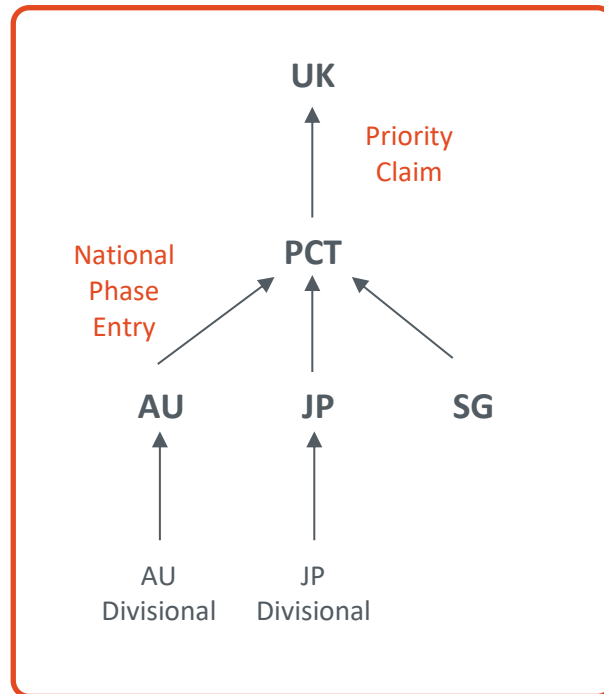 UK
Priority
Claim
National
Phase
Entry
PCT
AU
JP
SG
AU
Divisional
JP
Divisional